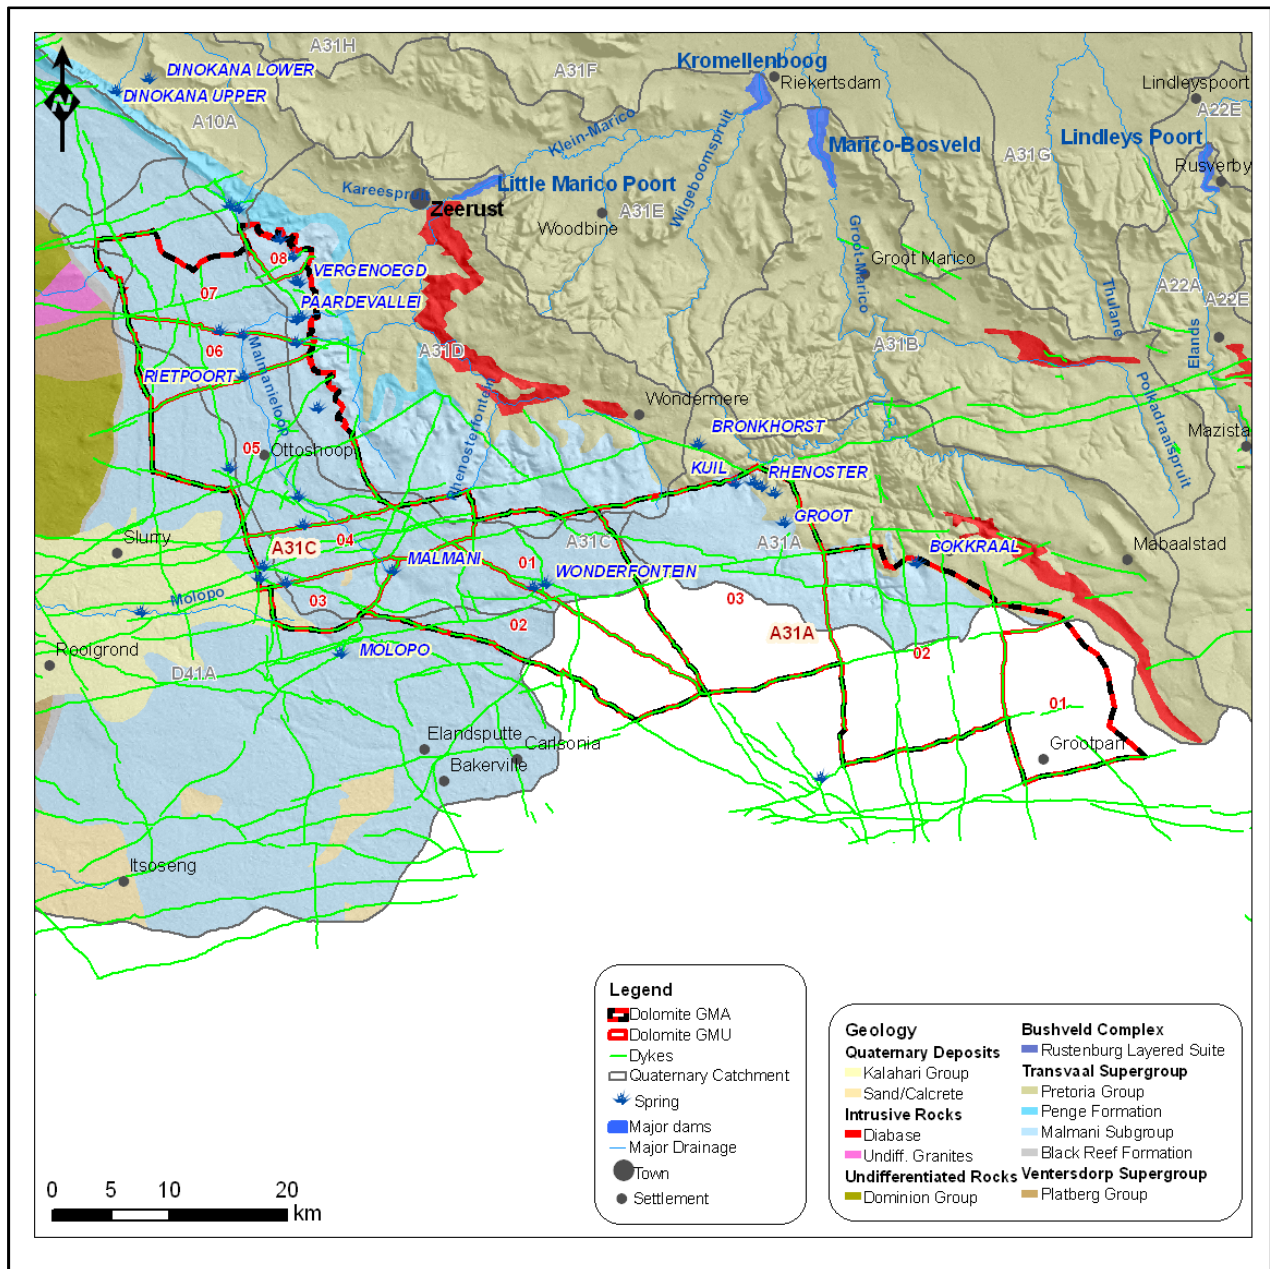 A31H
Kromellenboog
DINOKANA LOWER
A31F
Riekertsdam
Lindleyspoort
DINOKANA UPPER
N
A10A
Klein-Marico
Wilgeboomspruit
Marico-Bosveld
A31G
Lindleys Poort
A22E
Rusverby
Kareespruit
Little Marico Poort
Zeerust
A31E
Woodbine
Groot-Marico
Groot Marico
08
VERGENOEGD
07
PAARDEVALLEI
A22A
A22E
Thulane
Elands
06
Malmanieloop
A31D
A31B
RIETPOORT
Rhenosterfontein
Wondermere
Polkadraaispruit
BRONKHORST
Mazista
05
Ottoshoop
KUIL
RHENOSTER
GROOT
Slurry
A31C
04
A31C
A31A
BOKKRAAL
Mabaalstad
MALMANI
01
WONDERFONTEIN
Molopo
03
02
03
A31A
Rooigrond
MOLOPO
02
D41A
01
Elandsputte
Carlsonia
Grootpan
Bakerville
Itsoseng
Legend
Dolomite GMA
Dolomite GMU
Dykes
Quaternary Catchment
Spring
Major dams
Major Drainage
Town
Settlement
Geology
Quaternary Deposits
Kalahari Group
Sand/Calcrete
Intrusive Rocks
Diabase
Undiff. Granites
Undifferentiated Rocks
Dominion Group
Bushveld Complex
Rustenburg Layered Suite
Transvaal Supergroup
Pretoria Group
Penge Formation
Malmani Subgroup
Black Reef Formation
Ventersdorp Supergroup
Platberg Group
0 5 10 20
km